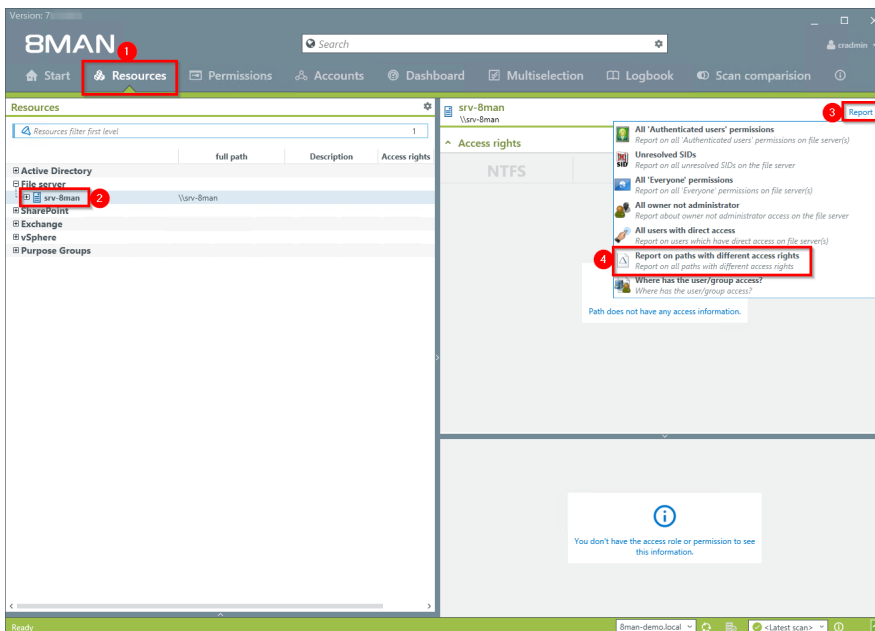 Version: 7
8MAN
1
Search
cradmin
Start
Resources
Permissions
Accounts
Dashboard
Multiselection
Logbook
Scan comparision
Resources
Resources filter first level
1
full path
Description
Access rights
Active Directory
File server
srv-8man
2
\\srv-8man
SharePoint
Exchange
vSphere
Purpose Groups
srv-8man
\\srv-8man
3
Report
Access rights
NTFS
All 'Authenticated users' permissions
Report on all 'Authenticated users' permissions on file server(s)
SID
Unresolved SIDs
Report on all unresolved SIDs on the file server
All 'Everyone' permissions
Report on all 'Everyone' permissions on file server(s)
All owner not administrator
Report about owner not administrator access on the file server
All users with direct access
Report on users which have direct access on file server(s)
4
Report on paths with different access rights
Report on all paths with different access rights
Where has the user/group access?
Where has the user/group access?
Path does not have any access information.
You don't have the access role or permission to see
this information.
Ready
8man-demo.local
<Latest scan>